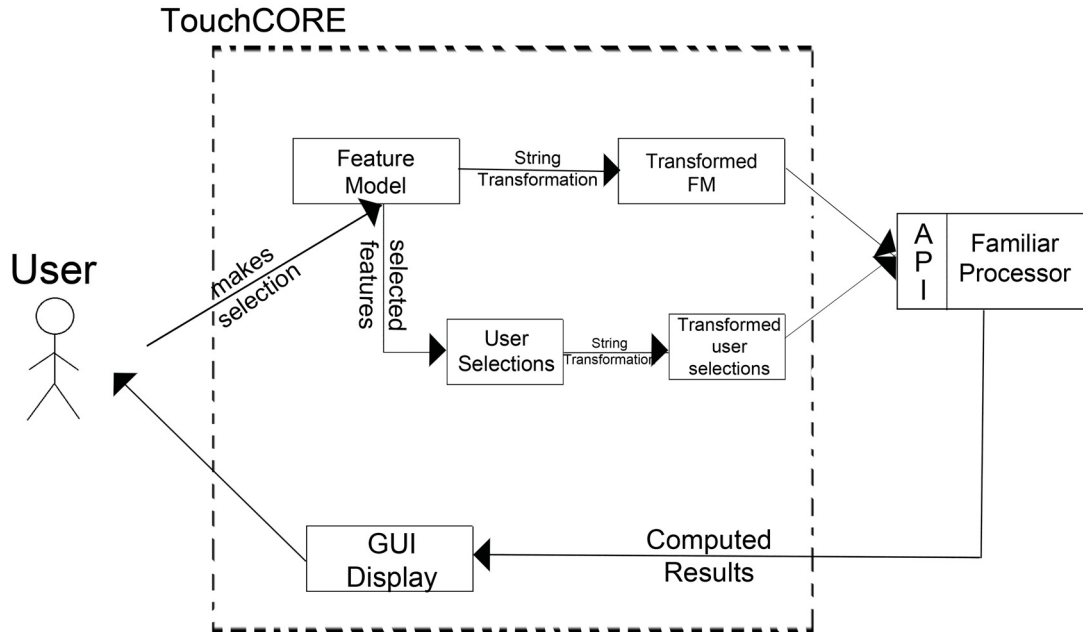 TouchCORE
Feature
Model
String
Transformation
Transformed
FM
A
P
I
Familiar
Processor
User
makes
selection
selected
features
User
Selections
String
Transformation
Transformed
user
selections
GUI
Display
Computed
Results